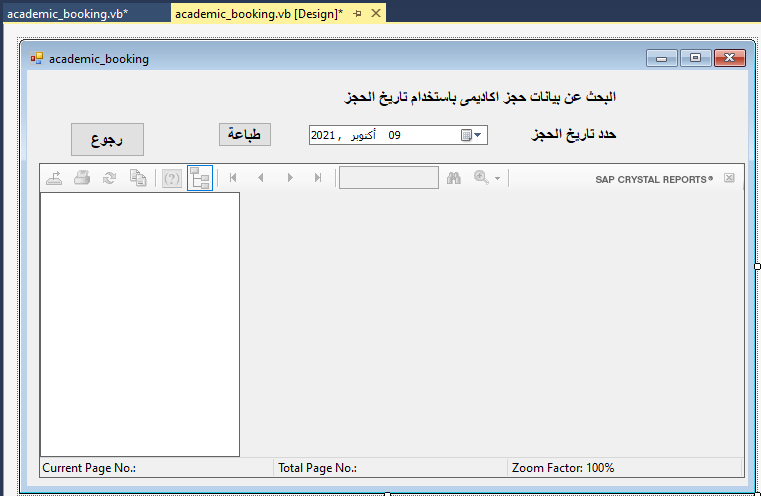 academic_booking.vb*
academic_booking.vb [Design]*
academic_booking
البحث عن بيانات حجز اكاديمى باستخدام تاريخ الحجز
حدد تاريخ الحجز
09 أكتوبر ,2021
طباعة
رجوع
SAP CRYSTAL REPORTS®
Current Page No.:
Total Page No.:
Zoom Factor: 100%